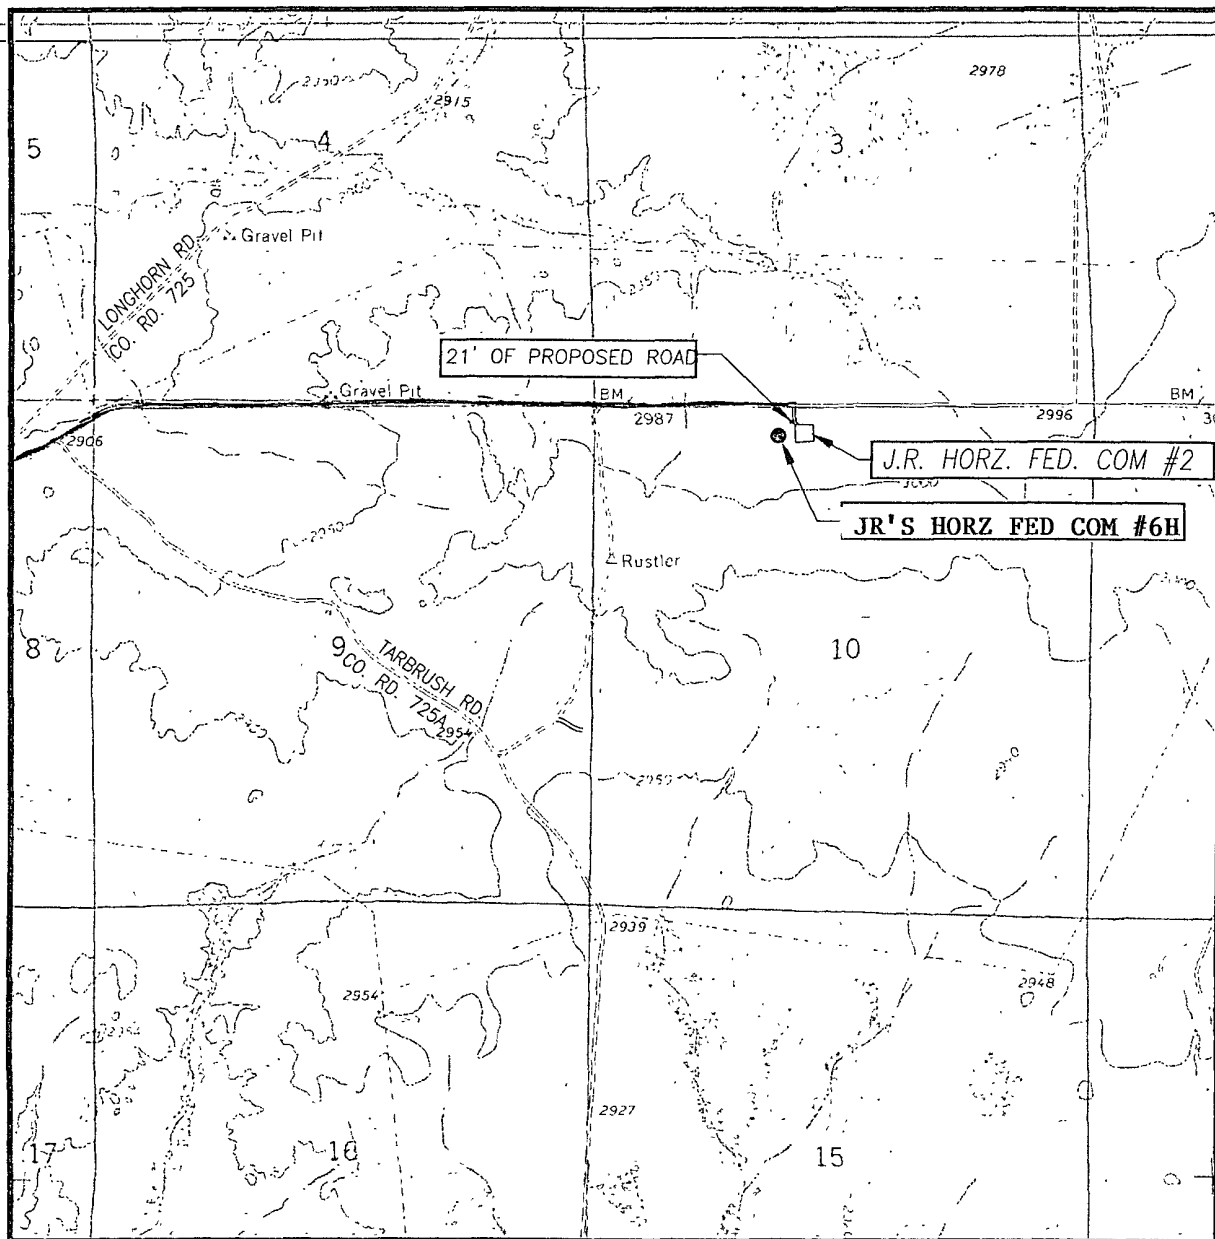 2978
2915
5
4
3
Gravel Pit
LONGHORN RD.
CO. RD. 725
21' OF PROPOSED ROAD
Gravel Pit
BM
BM
2987
2996
2906
J.R. HORZ. FED. COM #2
JR'S HORZ FED COM #6H
Rustler
8
9
10
TARBRUSH RD.
CO. RD. 725A
2954
2939
2954
2948
2927
17
16
15